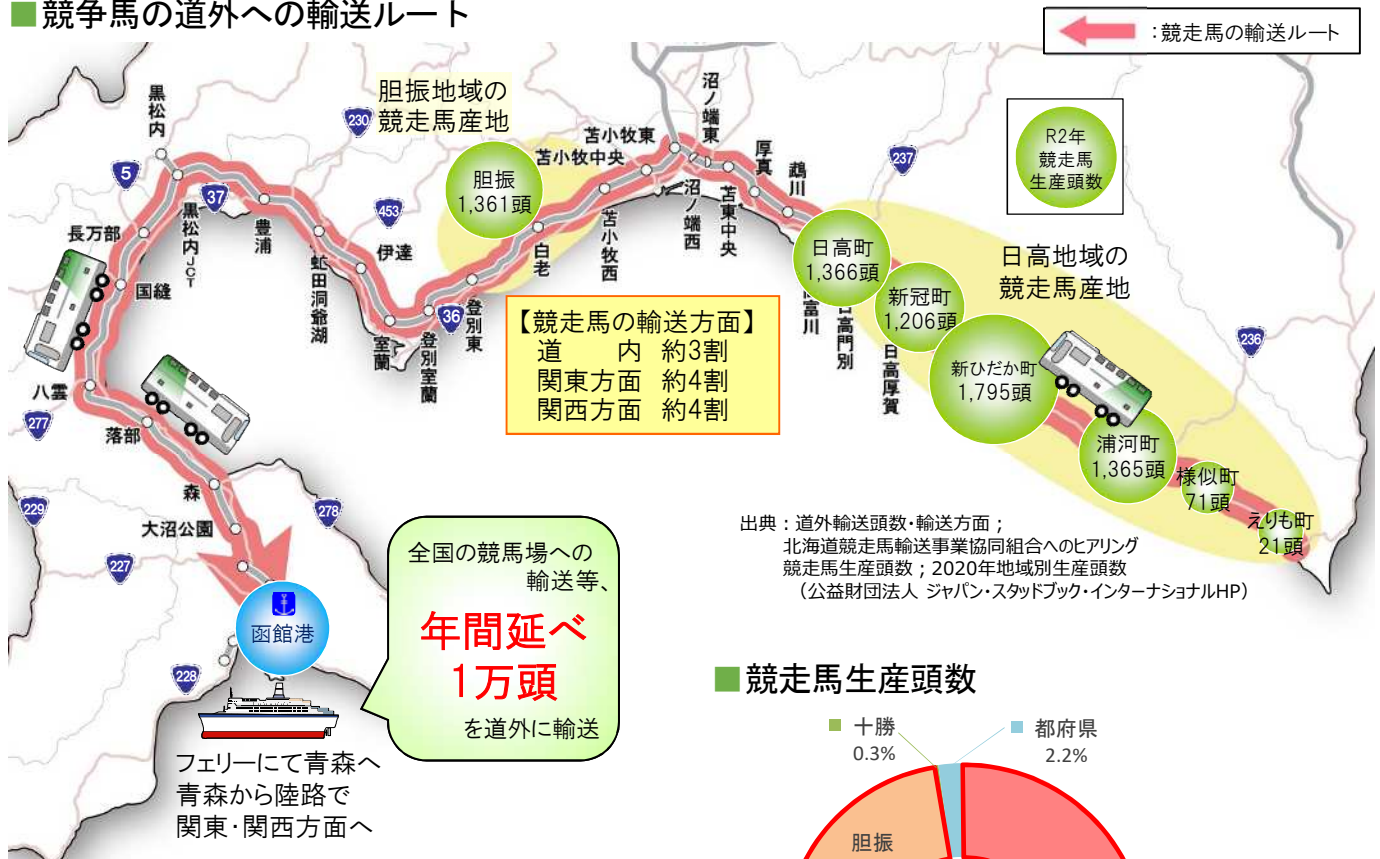 ■競争馬の道外への輸送ルート
:競走馬の輸送ルート
胆振地域の
競走馬産地
胆振
1,361頭
R2年
競走馬
生産頭数
日高地域の
競走馬産地
日高町
1,366頭
新冠町
1,206頭
新ひだか町
1,795頭
浦河町
1,365頭
様似町
71頭
えりも町
21頭
黒松内
黒松内JCT
長万部
国縫
八雲
落部
森
大沼公園
豊浦
虻田洞爺湖
伊達
室蘭
登別室蘭
登別東
白老
苫小牧西
苫小牧中央
苫小牧東
沼ノ端西
沼ノ端東
苫東中央
厚真
鵡川
富川
日高門別
日高厚賀
5
37
230
453
36
237
236
277
229
278
227
228
【競走馬の輸送方面】
道　　内 約3割
関東方面 約4割
関西方面 約4割
出典：道外輸送頭数・輸送方面；
北海道競走馬輸送事業協同組合へのヒアリング
競走馬生産頭数；2020年地域別生産頭数
（公益財団法人 ジャパン・スタッドブック・インターナショナルHP）
函館港
全国の競馬場への
輸送等、
年間延べ
1万頭
を道外に輸送
フェリーにて青森へ
青森から陸路で
関東・関西方面へ
■競走馬生産頭数
十勝
0.3%
都府県
2.2%
胆振